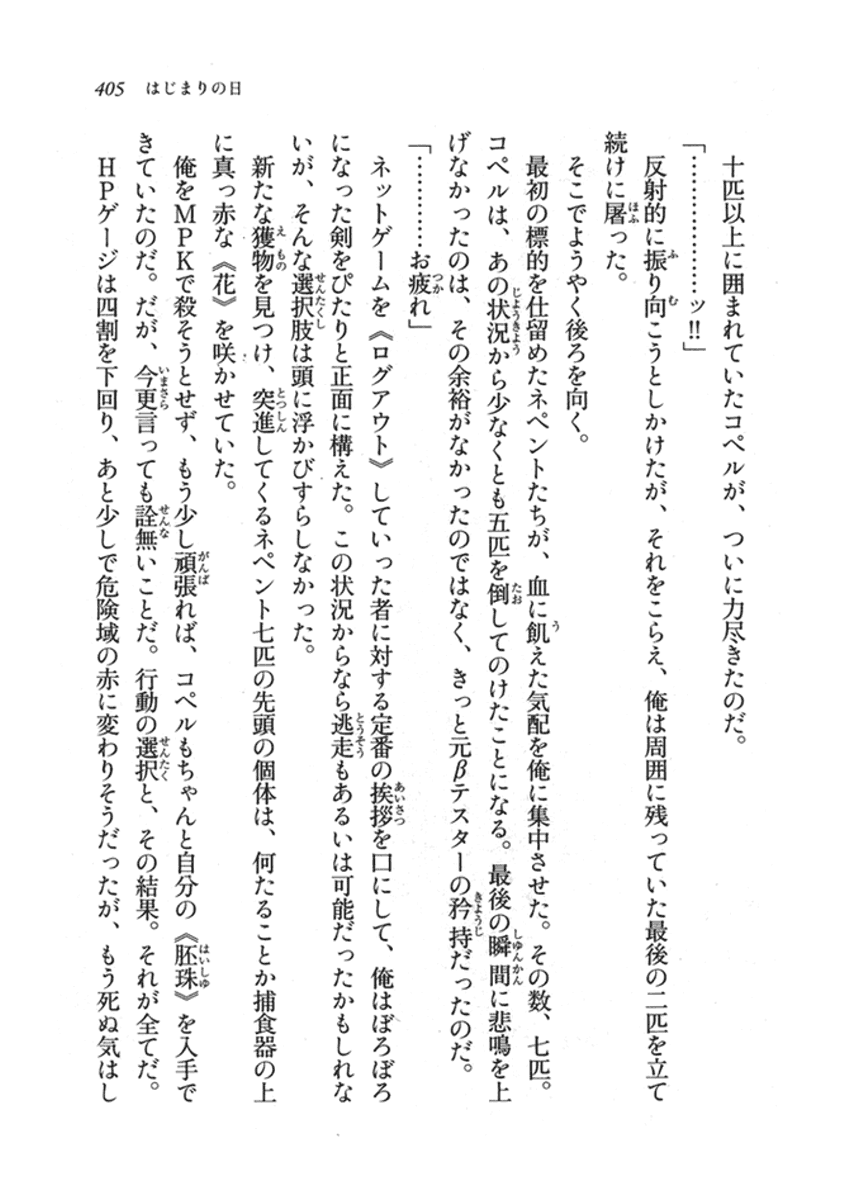 405 はじまりの日
十匹以上に囲まれていたコペルが、ついに力尽きたのだ。
「………………ッ!!」
反射的に振り向こうとしかけたが、それをこらえ、俺は周囲に残っていた最後の二匹を立て
続けに屠った。
そこでようやく後ろを向く。
最初の標的を仕留めたネペントたちが、血に飢えた気配を俺に集中させた。その数、七匹。
コペルは、あの状況から少なくとも五匹を倒してのけたことになる。最後の瞬間に悲鳴を上
げなかったのは、その余裕がなかったのではなく、きっと元βテスターの矜持だったのだ。
「…………お疲れ」
ネットゲームを《ログアウト》していった者に対する定番の挨拶を口にして、俺はぼろぼろ
になった剣をぴたりと正面に構えた。この状況からなら逃走もあるいは可能だったかもしれな
いが、そんな選択肢は頭に浮かびすらしなかった。
新たな獲物を見つけ、突進してくるネペント七匹の先頭の個体は、何たることか捕食器の上
に真っ赤な《花》を咲かせていた。
俺をMPKで殺そうとせず、もう少し頑張れば、コペルもちゃんと自分の《胚珠》を入手で
きていたのだ。だが、今更言っても詮無いことだ。行動の選択と、その結果。それが全てだ。
HPゲージは四割を下回り、あと少しで危険域の赤に変わりそうだったが、もう死ぬ気はし